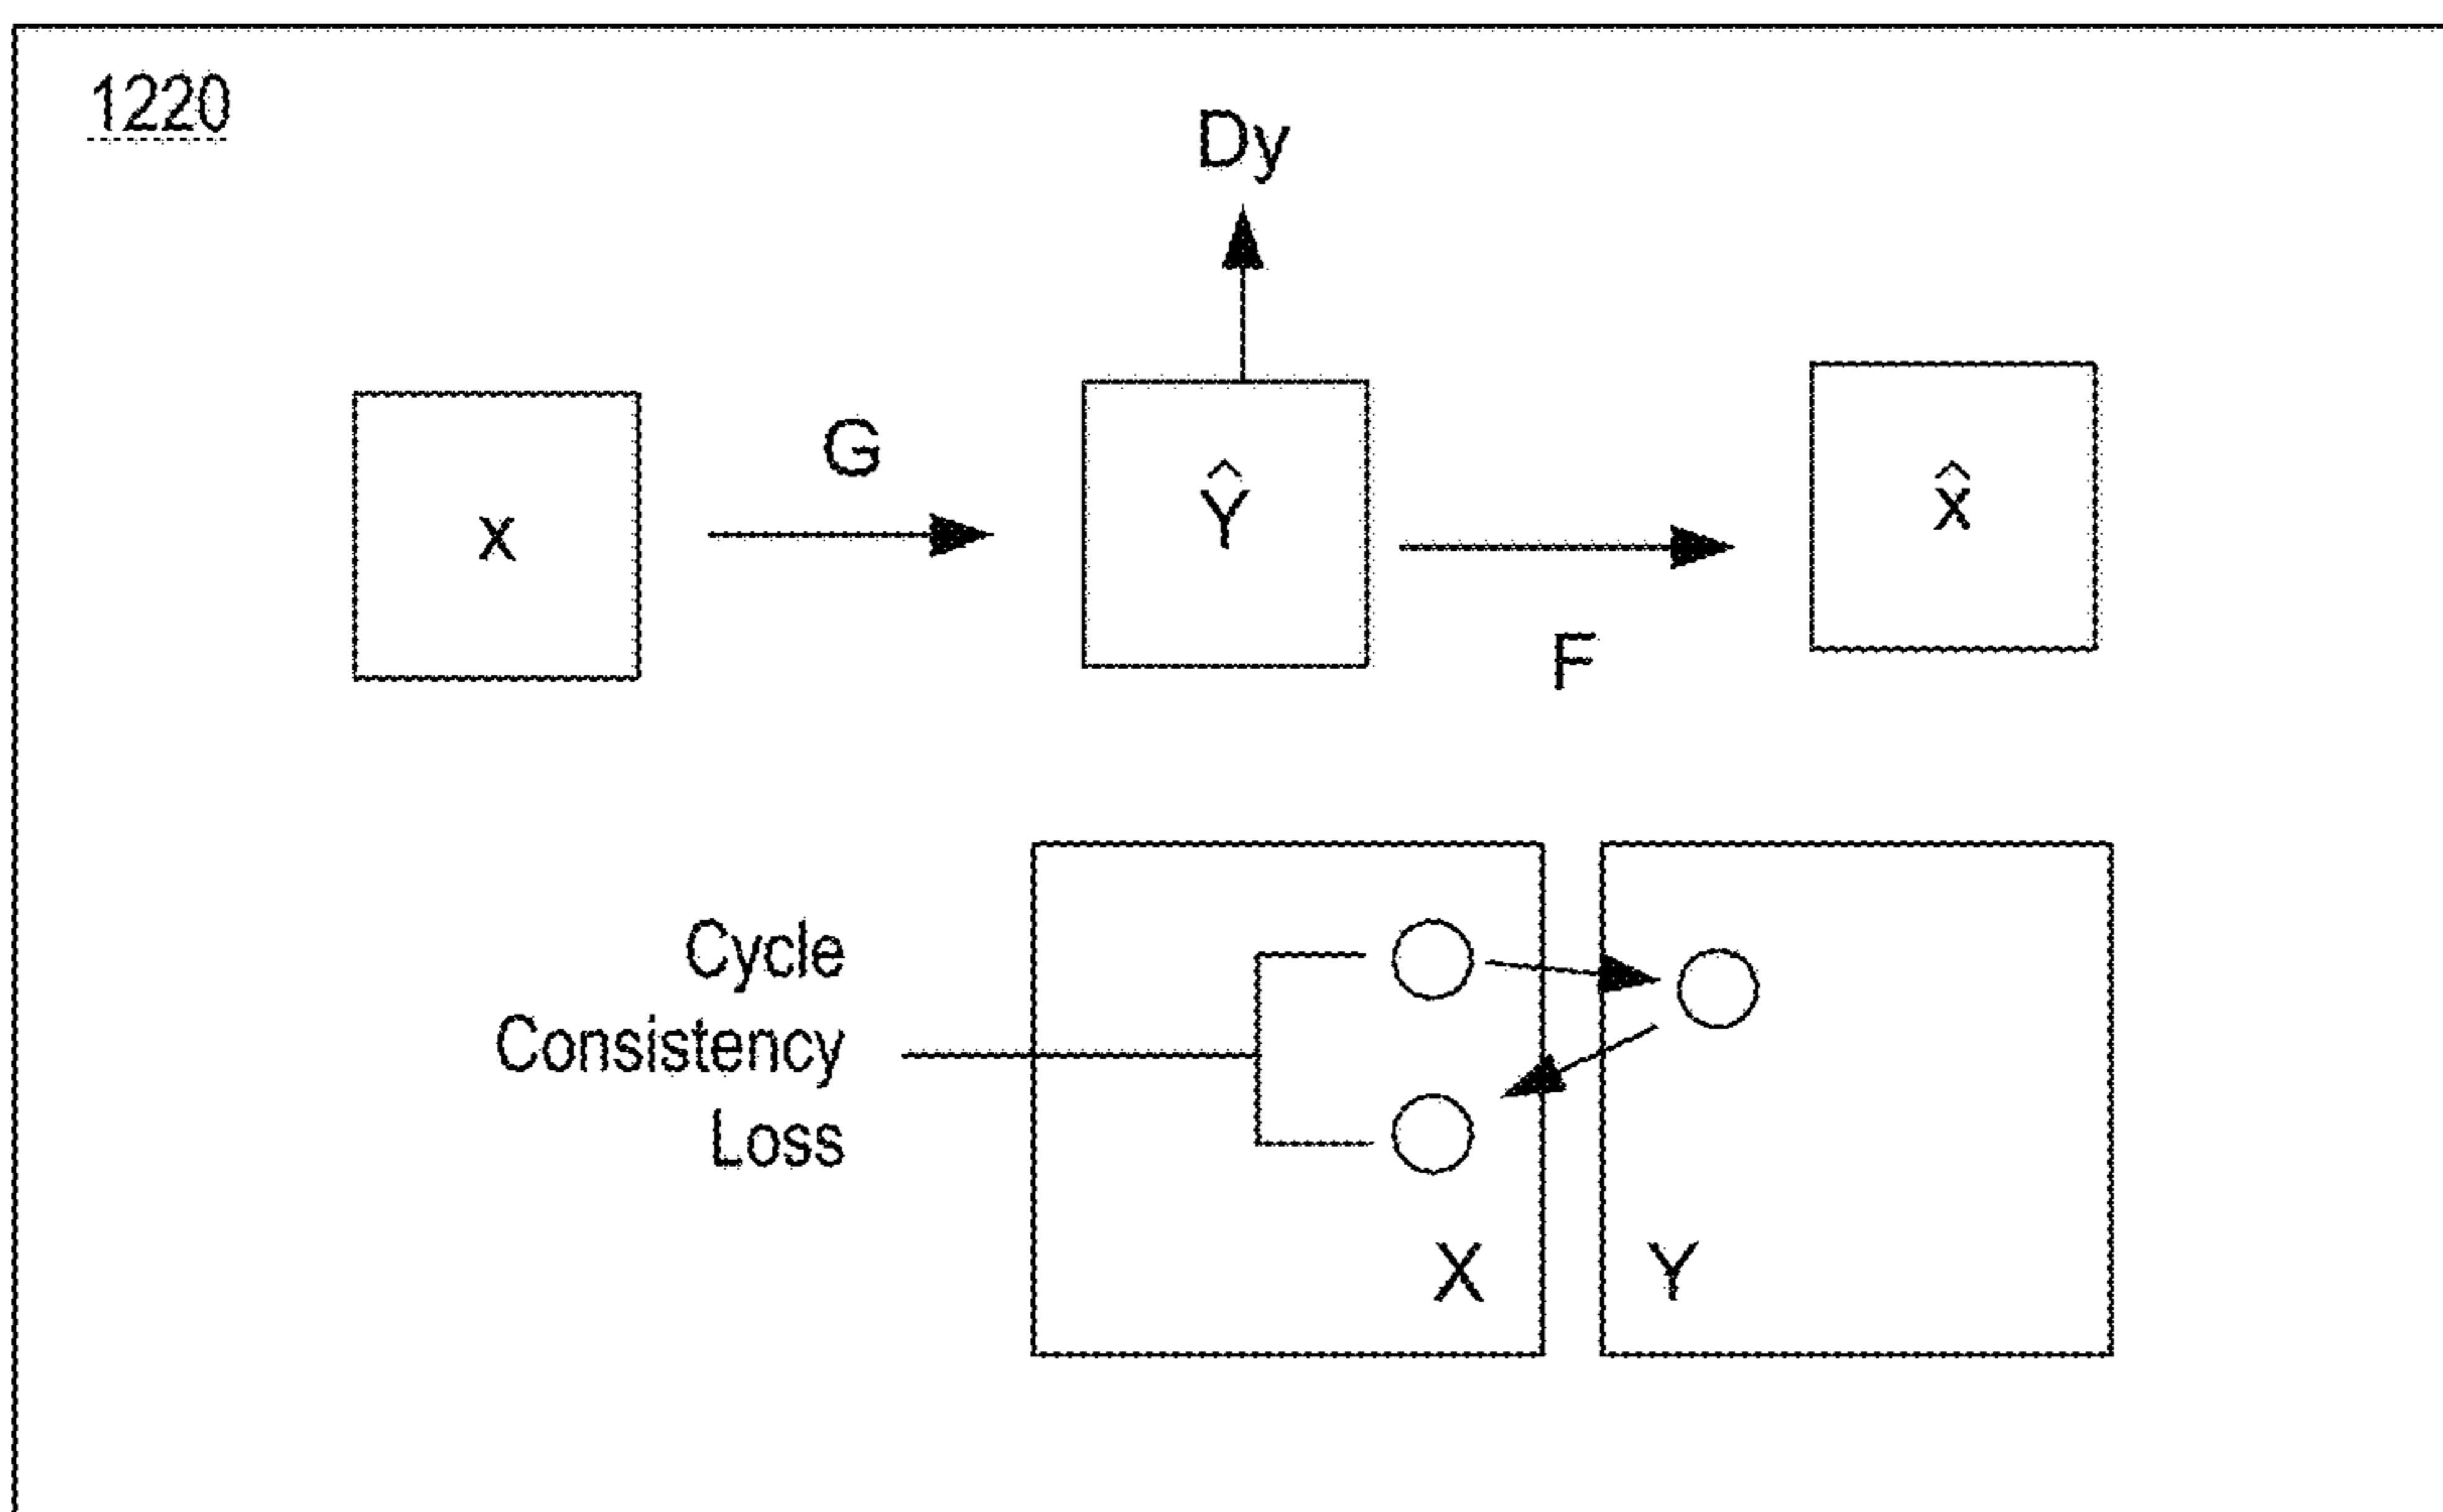 1220
Dy
G
x
Ŷ
x̂
F
Cycle
Consistency
Loss
X
Y